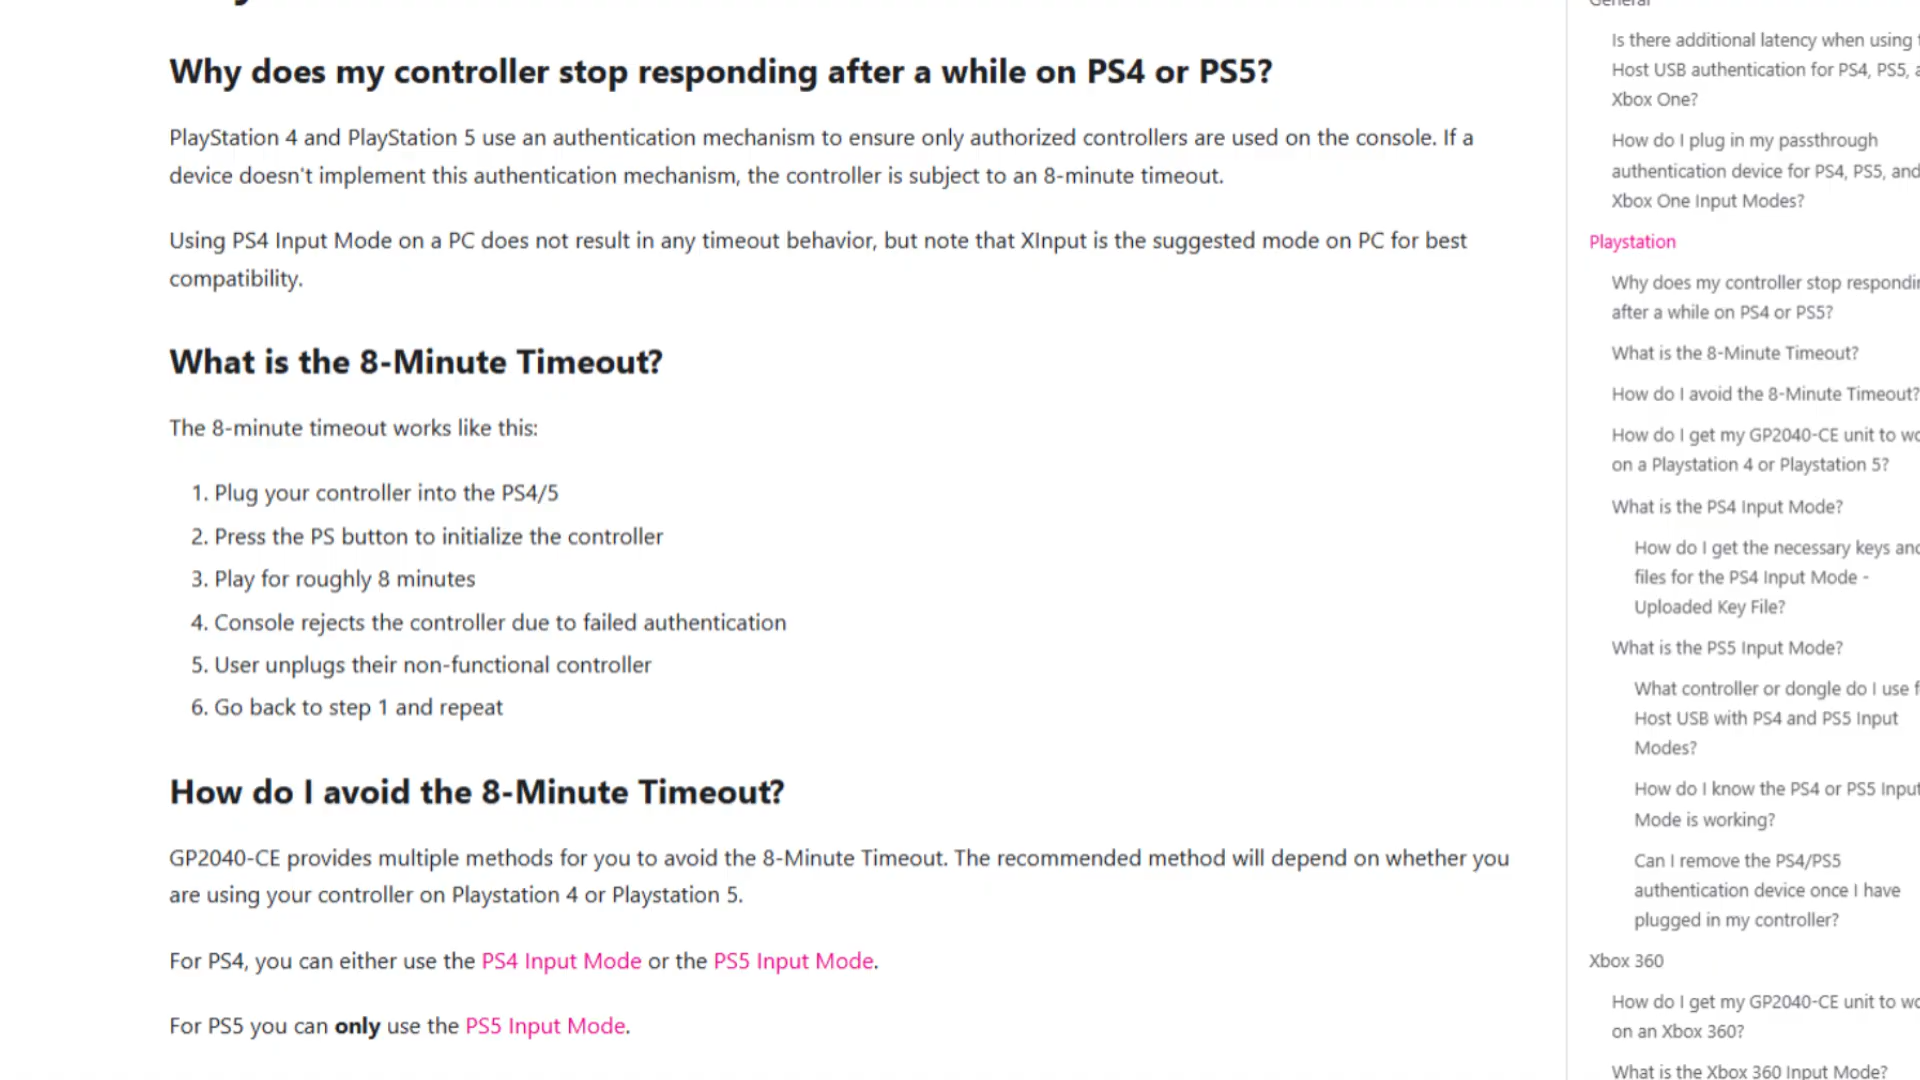 Why does my controller stop responding after a while on PS4 or PS5?
PlayStation 4 and PlayStation 5 use an authentication mechanism to ensure only authorized controllers are used on the console. If a
device doesn't implement this authentication mechanism, the controller is subject to an 8-minute timeout.
Using PS4 Input Mode on a PC does not result in any timeout behavior, but note that XInput is the suggested mode on PC for best
compatibility.
What is the 8-Minute Timeout?
The 8-minute timeout works like this:
1. Plug your controller into the PS4/5
2. Press the PS button to initialize the controller
3. Play for roughly 8 minutes
4. Console rejects the controller due to failed authentication
5. User unplugs their non-functional controller
6. Go back to step 1 and repeat
How do I avoid the 8-Minute Timeout?
GP2040-CE provides multiple methods for you to avoid the 8-Minute Timeout. The recommended method will depend on whether you
are using your controller on Playstation 4 or Playstation 5.
For PS4, you can either use the PS4 Input Mode or the PS5 Input Mode.
For PS5 you can only use the PS5 Input Mode.
General
Is there additional latency when using
Host USB authentication for PS4, PS5,
Xbox One?
How do I plug in my passthrough
authentication device for PS4, PS5, and
Xbox One Input Modes?
Playstation
Why does my controller stop
after a while on PS4 or PS5?
What is the 8-Minute Timeout?
How do I avoid the 8-Minute Timeout?
How do I get my GP2040-CE unit to
on a Playstation 4 or Playstation 5?
What is the PS4 Input Mode?
How do I get the necessary keys and
files for the PS4 Input Mode -
Uploaded Key File?
What is the PS5 Input Mode?
What controller or dongle do I use
Host USB with PS4 and PS5 Input
Modes?
How do I know the PS4 or PS5 Input
Mode is working?
Can I remove the PS4/PS5
authentication device once I have
plugged in my controller?
Xbox 360
How do I get my GP2040-CE unit to
on an Xbox 360?
What is the Xbox 360 Input Mode?